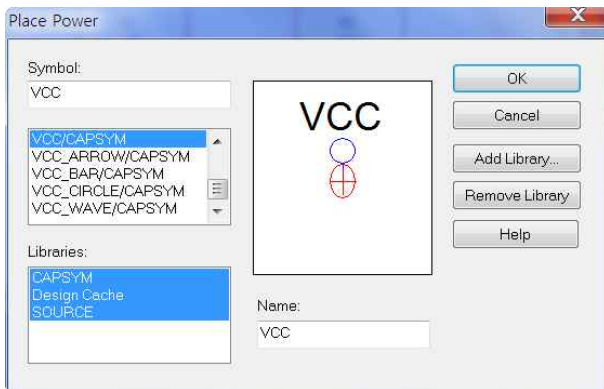 Place Power
Symbol:
VCC
VCC/CAPSYM
VCC_ARROW/CAPSYM
VCC_BAR/CAPSYM
VCC_CIRCLE/CAPSYM
VCC_WAVE/CAPSYM
Libraries:
CAPSYM
Design Cache
SOURCE
VCC
Name:
VCC
OK
Cancel
Add Library...
Remove Library
Help